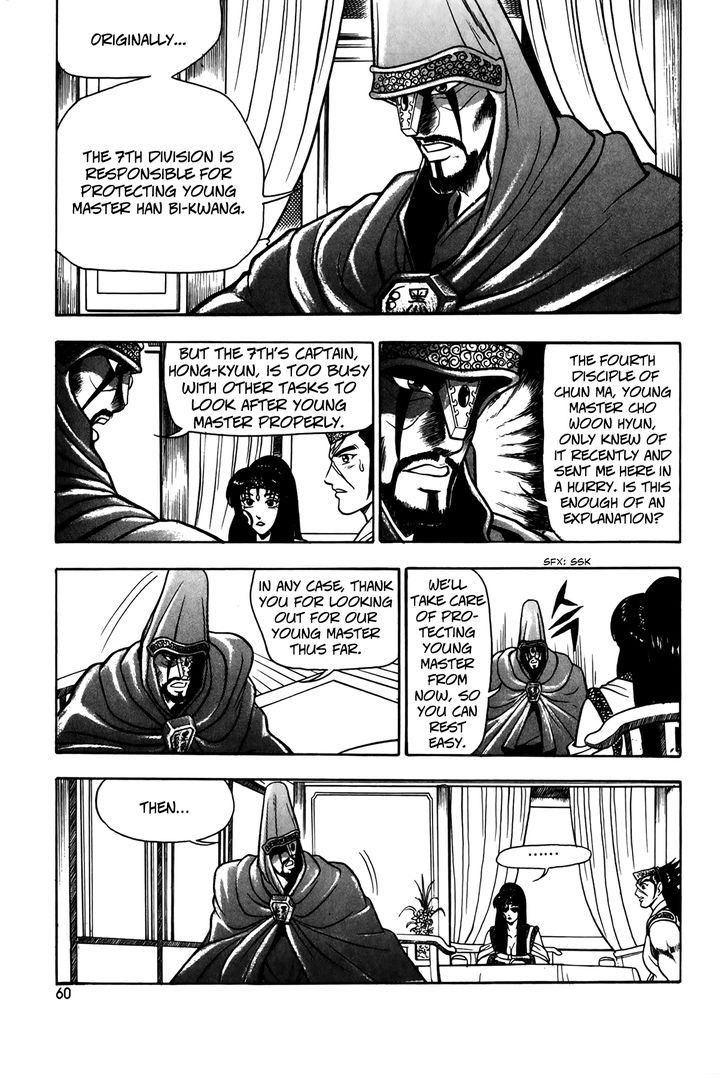 ORIGINALLY...
THE 7TH DIVISION IS
RESPONSIBLE FOR
PROTECTING YOUNG
MASTER HAN BI-KWANG.
BUT THE 7TH'S CAPTAIN,
HONG-KYUN, IS TOO BUSY
WITH OTHER TASKS TO
LOOK AFTER YOUNG
MASTER PROPERLY.
THE FOURTH
DISCIPLE OF
CHUN MA, YOUNG
MASTER CHO
WOON HYUN,
ONLY KNEW OF
IT RECENTLY AND
SENT ME HERE IN
A HURRY. IS THIS
ENOUGH OF AN
EXPLANATION?
SFX: SSK
IN ANY CASE, THANK
YOU FOR LOOKING
OUT FOR OUR
YOUNG MASTER
THUS FAR.
WE'LL
TAKE CARE
OF PRO-
TECTING
YOUNG
MASTER
FROM
NOW, SO
YOU CAN
REST
EASY.
THEN...
......
60